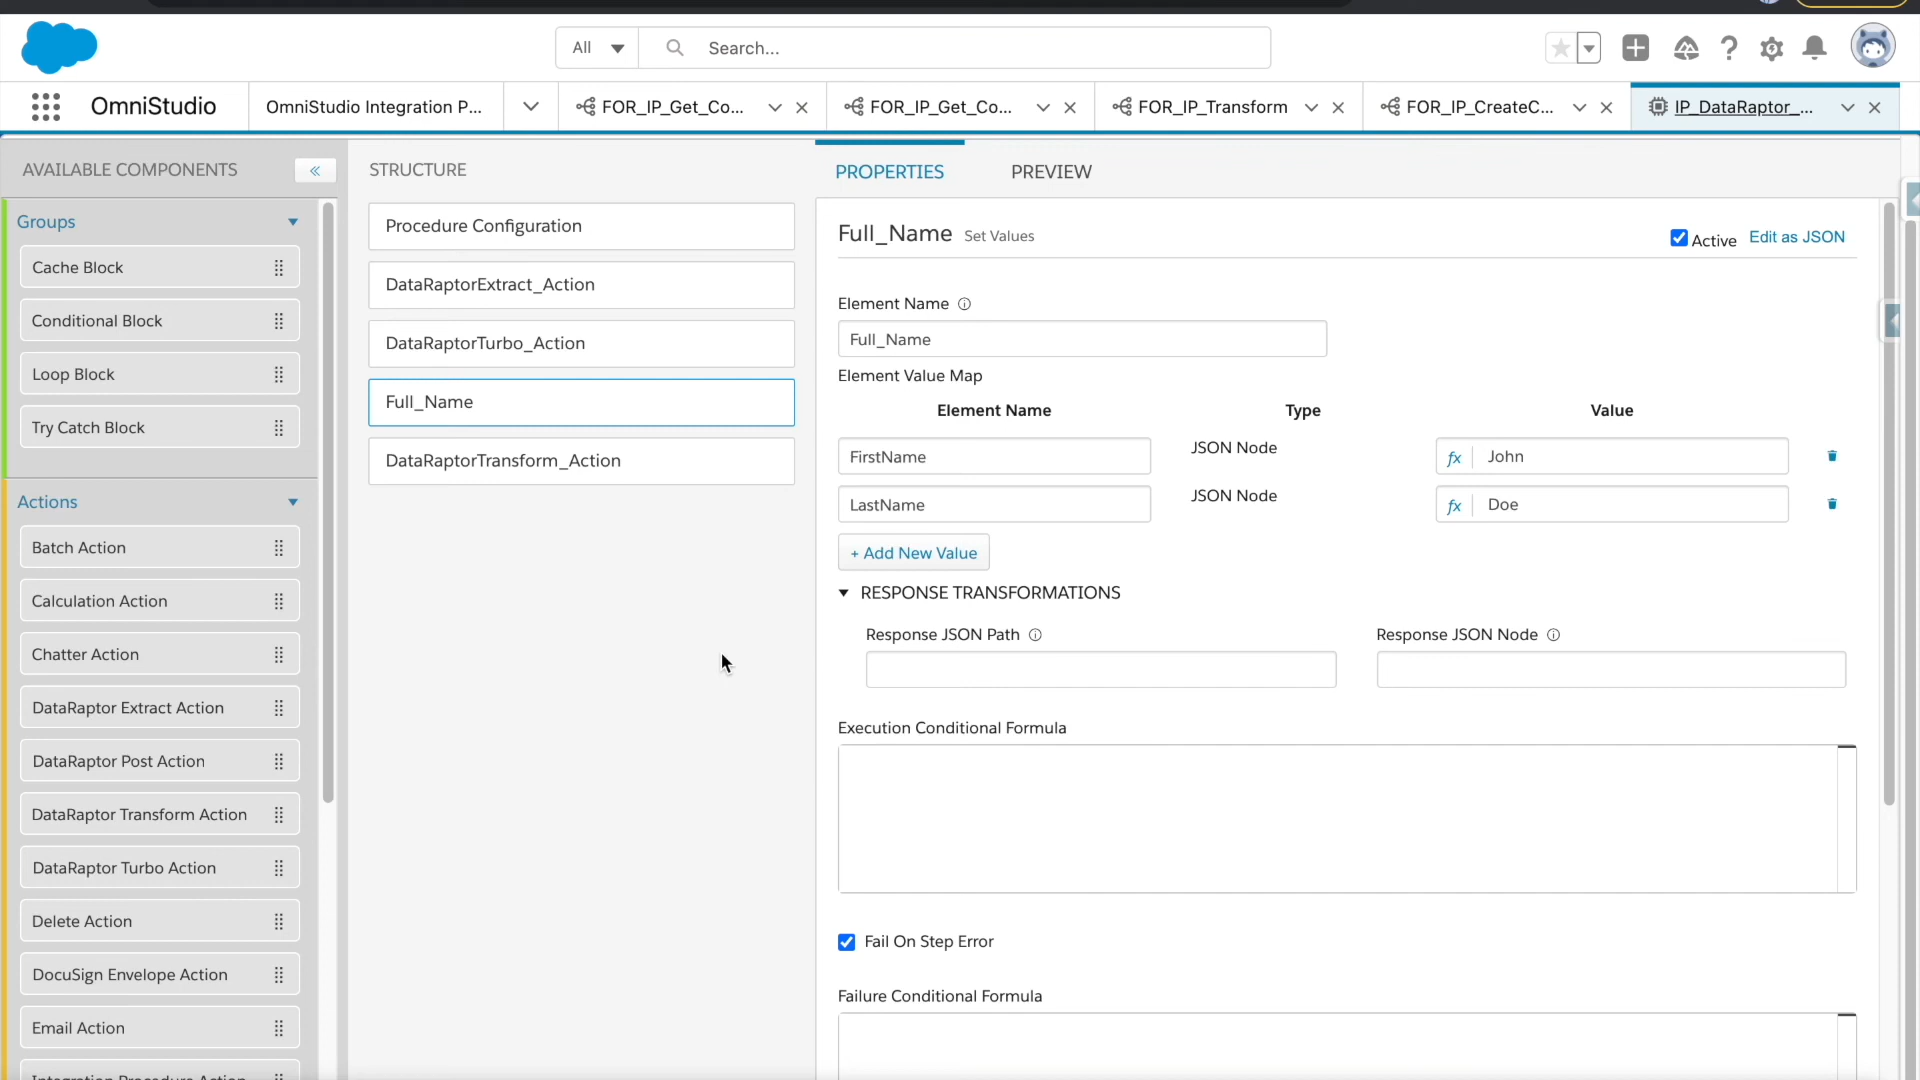 All
Search...
OmniStudio
OmniStudio Integration P...
FOR_IP_Get_Co...
FOR_IP_Get_Co...
FOR_IP_Transform
FOR_IP_CreateC...
IP_DataRaptor_...
AVAILABLE COMPONENTS
Groups
Cache Block
Conditional Block
Loop Block
Try Catch Block
Actions
Batch Action
Calculation Action
Chatter Action
DataRaptor Extract Action
DataRaptor Post Action
DataRaptor Transform Action
DataRaptor Turbo Action
Delete Action
DocuSign Envelope Action
Email Action
Integration Procedure Action
STRUCTURE
Procedure Configuration
DataRaptorExtract_Action
DataRaptorTurbo_Action
Full_Name
DataRaptorTransform_Action
PROPERTIES
PREVIEW
Full_Name Set Values
Active
Edit as JSON
Element Name
Full_Name
Element Value Map
Element Name Type Value
FirstName JSON Node fx John
LastName JSON Node fx Doe
+ Add New Value
RESPONSE TRANSFORMATIONS
Response JSON Path
Response JSON Node
Execution Conditional Formula
Fail On Step Error
Failure Conditional Formula